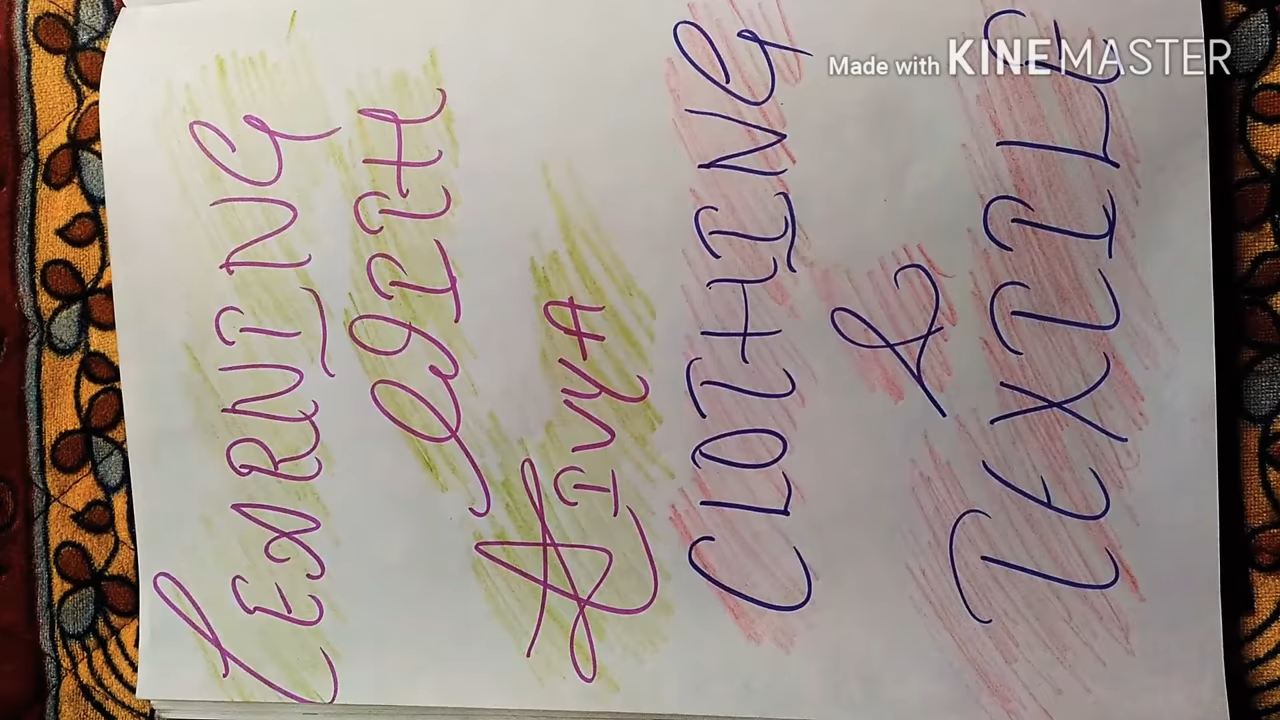 Made with KINEMASTER
LEARNING
WITH
DIVYA
CLOTHING
&
TEXTILE